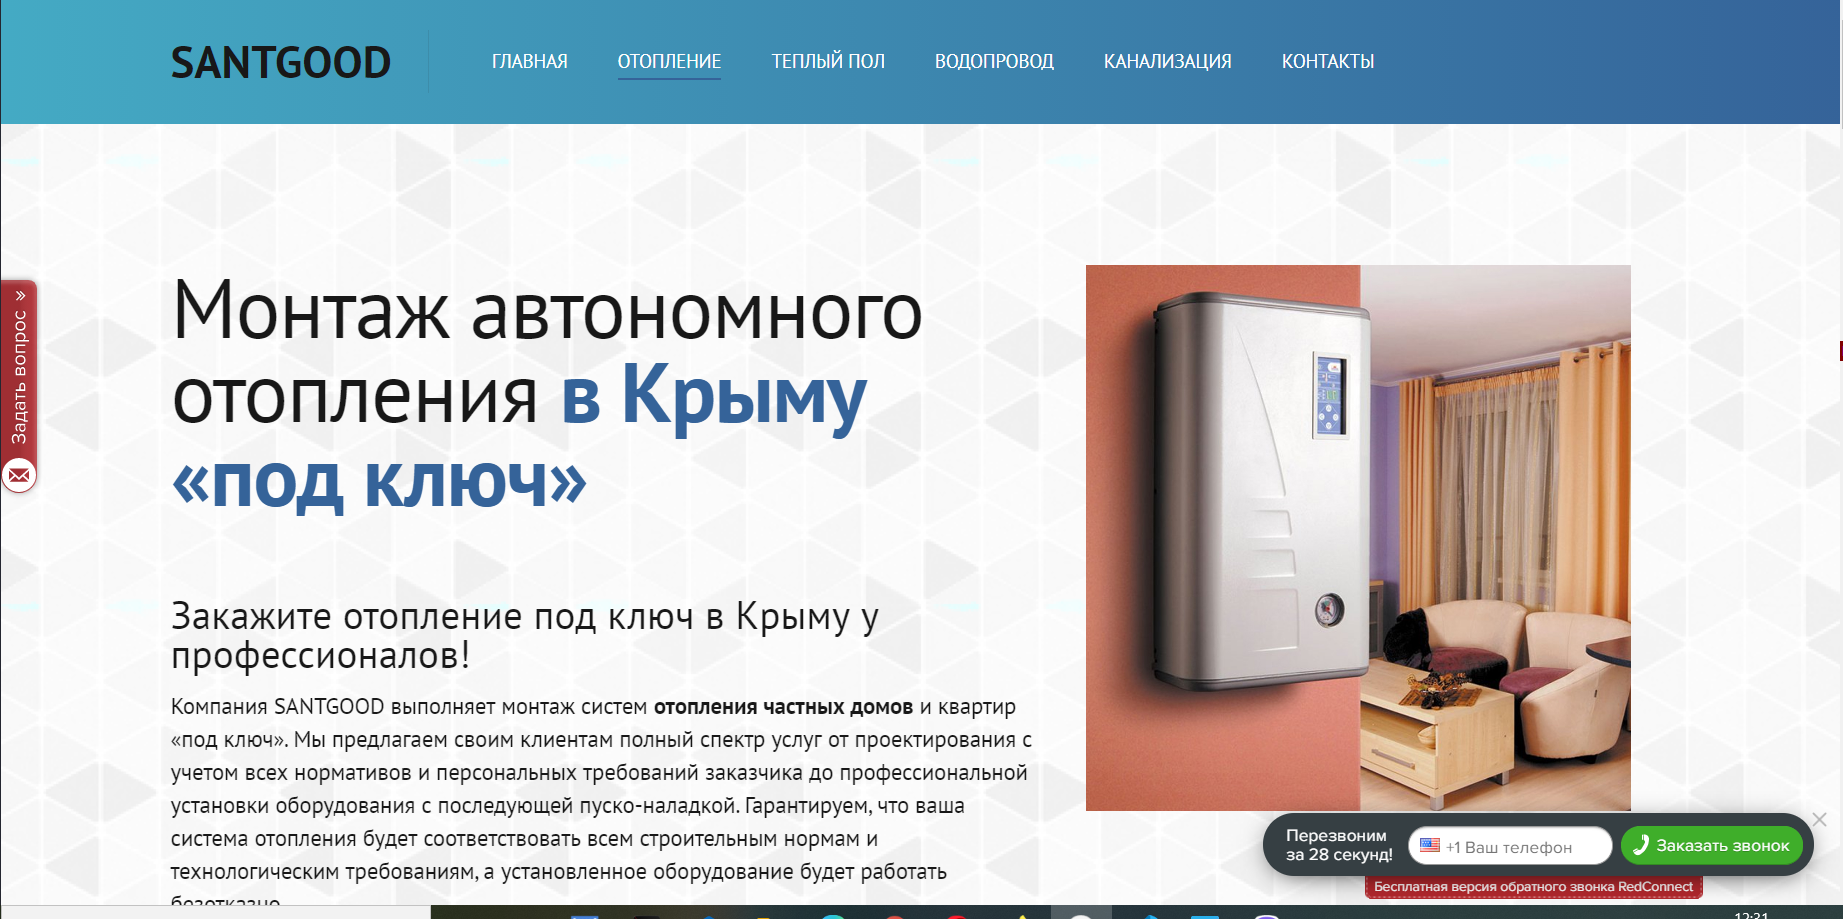 SANTGOOD
ГЛАВНАЯ ОТОПЛЕНИЕ ТЕПЛЫЙ ПОЛ ВОДОПРОВОД КАНАЛИЗАЦИЯ КОНТАКТЫ
Задать вопрос »
Монтаж автономного
отопления в Крыму
«под ключ»
Закажите отопление под ключ в Крыму у
профессионалов!
Компания SANTGOOD выполняет монтаж систем отопления частных домов и квартир
«под ключ». Мы предлагаем своим клиентам полный спектр услуг от проектирования с
учетом всех нормативов и персональных требований заказчика до профессиональной
установки оборудования с последующей пуско-наладкой. Гарантируем, что ваша
система отопления будет соответствовать всем строительным нормам и
технологическим требованиям, а установленное оборудование будет работать
безотказно.
Перезвоним
за 28 секунд!
+1 Ваш телефон
Заказать звонок
Бесплатная версия обратного звонка RedConnect
12:31